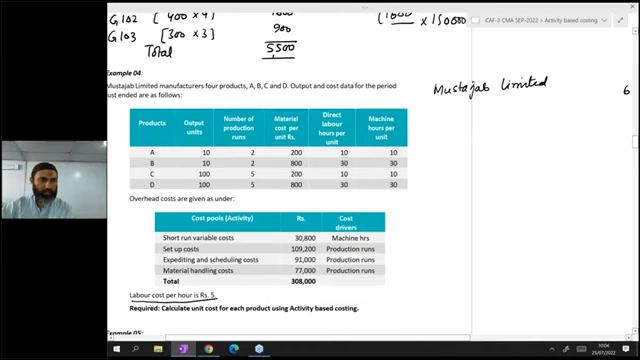 G102 [400 x 4]
G103 [300 x 3] 900
Total 5,500
x 150000
CAF-3 CMA SEP-2022 / Activity based costing
Example 04:
Mustajab Limited manufacturers four products, A, B, C and D. Output and cost data for the period
just ended are as follows:
Products Output units Number of production runs Material cost per unit Rs. Direct labour hours per unit Machine hours per unit
A 10 2 200 10 10
B 10 2 800 30 30
C 100 5 200 10 10
D 100 5 800 30 30
Overhead costs are given as under:
Cost pools (Activity) Rs. Cost drivers
Short run variable costs 30,800 Machine hrs
Set up costs 109,200 Production runs
Expediting and scheduling costs 91,000 Production runs
Material handling costs 77,000 Production runs
Total 308,000
Labour cost per hour is Rs. 5.
Required: Calculate unit cost for each product using Activity based costing.
Example 05:
Mustajab Limited
6
10:04
25/07/2022